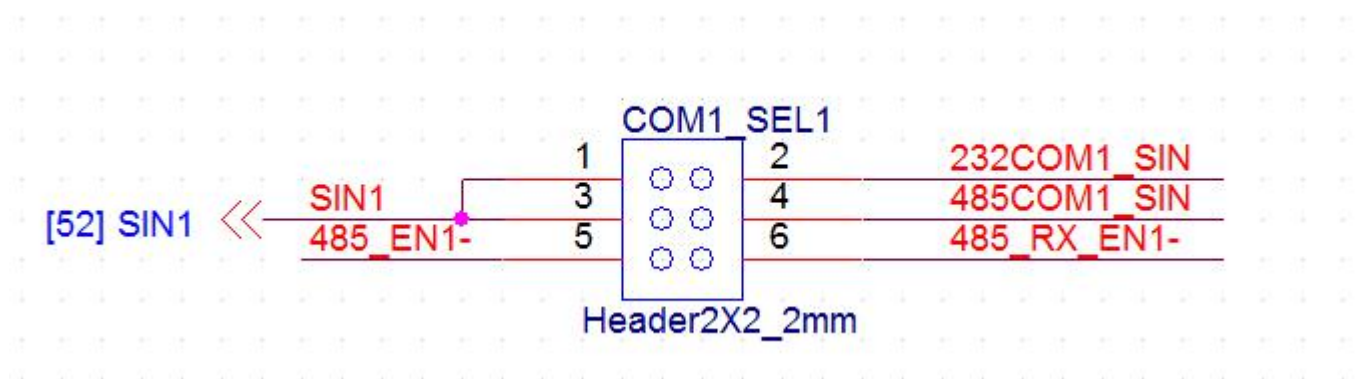 COM1_SEL1
1 2 232COM1_SIN
SIN1 3 4 485COM1_SIN
[52] SIN1
485_EN1- 5 6 485_RX_EN1-
Header2X2_2mm